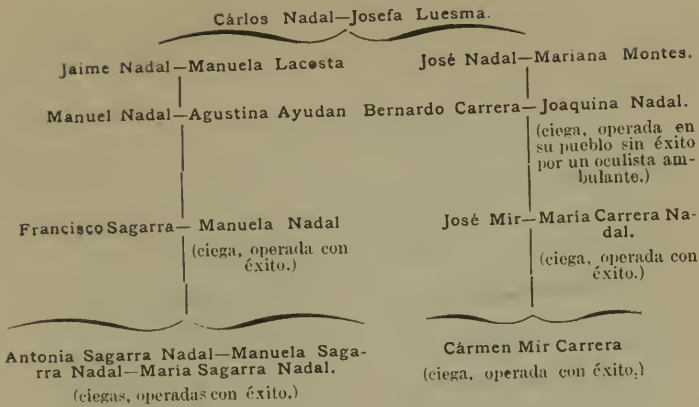 Cárlos Nadal—Josefa Luesma.
Jaime Nadal—Manuela Lacosta
José Nadal—Mariana Montes.
Manuel Nadal—Agustina Ayudan
Bernardo Carrera—Joaquina Nadal.
(ciega, operada en
su pueblo sin éxito
por un oculista am-
bulante.)
Francisco Sagarra—Manuela Nadal
(ciega, operada con
éxito.)
José Mir—María Carrera Na-
dal.
(ciega, operada con
éxito.)
Antonia Sagarra Nadal—Manuela Saga-
rra Nadal—María Sagarra Nadal.
(ciegas, operadas con éxito.)
Cármen Mir Carrera
(ciega, operada con éxito.)